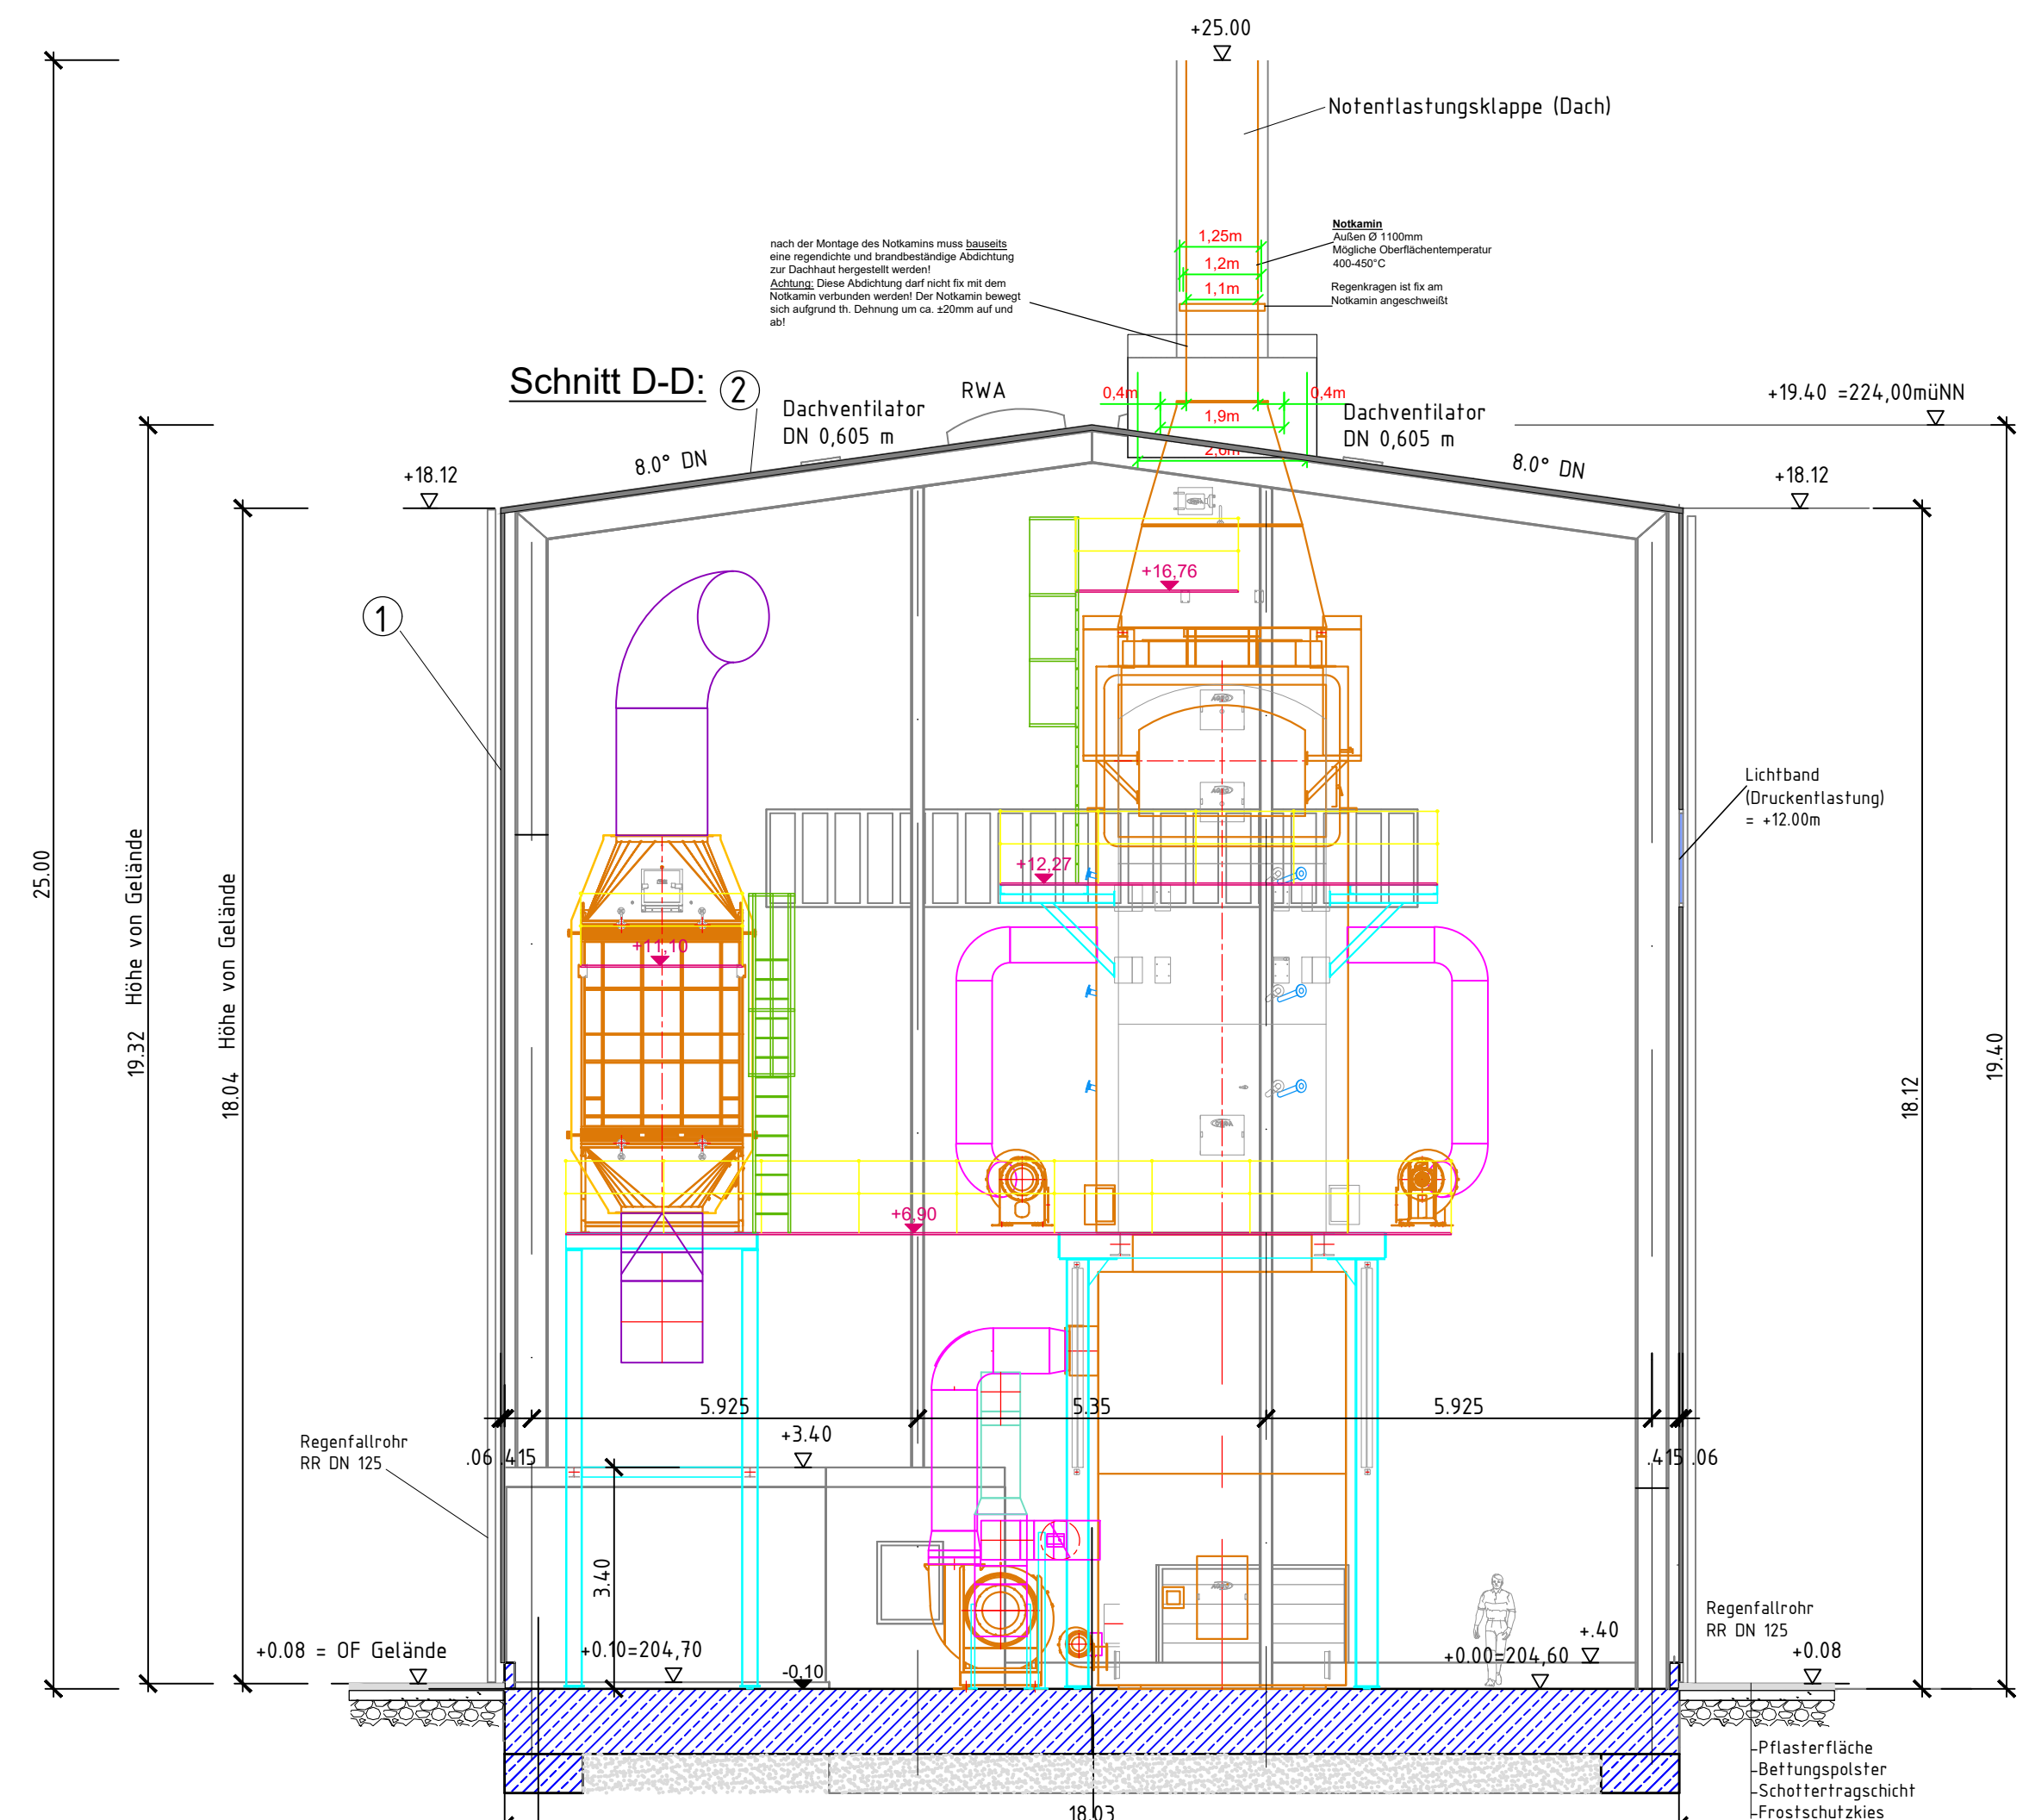 +25.00
Notentlastungsklappe (Dach)
nach der Montage des Notkamins muss bauseits
eine regendichte und brandbeständige Abdichtung
zur Dachhaut hergestellt werden!
Achtung: Diese Abdichtung darf nicht fix mit dem
Notkamin verbunden werden! Der Notkamin bewegt
sich aufgrund th. Dehnung um ca. ±20mm auf und
ab!
1,25m
1,2m
1,1m
Notkamin
Außen Ø 1100mm
Mögliche Oberflächentemperatur
400-450°C
Regenkragen ist fix am
Notkamin angeschweißt
Schnitt D-D:
2
Dachventilator
DN 0,605 m
RWA
0,4m
0,4m
1,9m
2,6m
Dachventilator
DN 0,605 m
+19.40 =224,00müNN
8.0° DN
8.0° DN
+18.12
+18.12
+16,76
1
Lichtband
(Druckentlastung)
= +12.00m
+12,27
+11,10
+6,90
25.00
19.32 Höhe von Gelände
18.04 Höhe von Gelände
18.12
19.40
5.925
5.35
5.925
.06
.415
.415
.06
+3.40
3.40
Regenfallrohr
RR DN 125
Regenfallrohr
RR DN 125
+0.08 = OF Gelände
+0.10=204,70
-0,10
+0.00=204,60
+.40
+0.08
Pflasterfläche
Bettungspolster
Schottertragschicht
Frostschutzkies
18.03